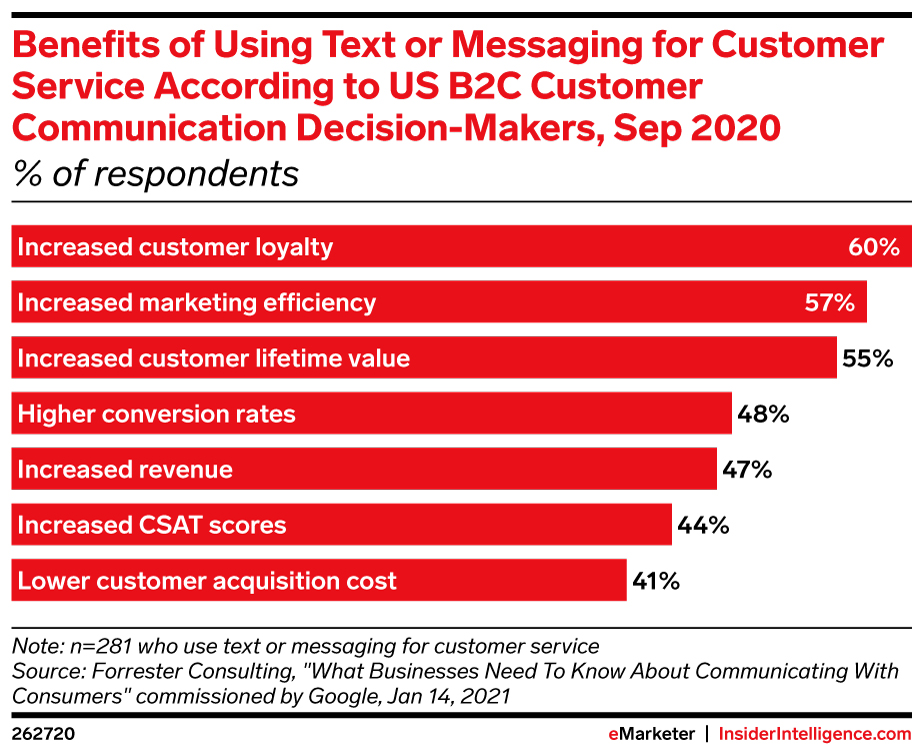 Benefits of Using Text or Messaging for Customer
Service According to US B2C Customer
Communication Decision-Makers, Sep 2020
% of respondents
Increased customer loyalty 60%
Increased marketing efficiency 57%
Increased customer lifetime value 55%
Higher conversion rates 48%
Increased revenue 47%
Increased CSAT scores 44%
Lower customer acquisition cost 41%
Note: n=281 who use text or messaging for customer service
Source: Forrester Consulting, "What Businesses Need To Know About Communicating With
Consumers" commissioned by Google, Jan 14, 2021
262720 eMarketer | InsiderIntelligence.com